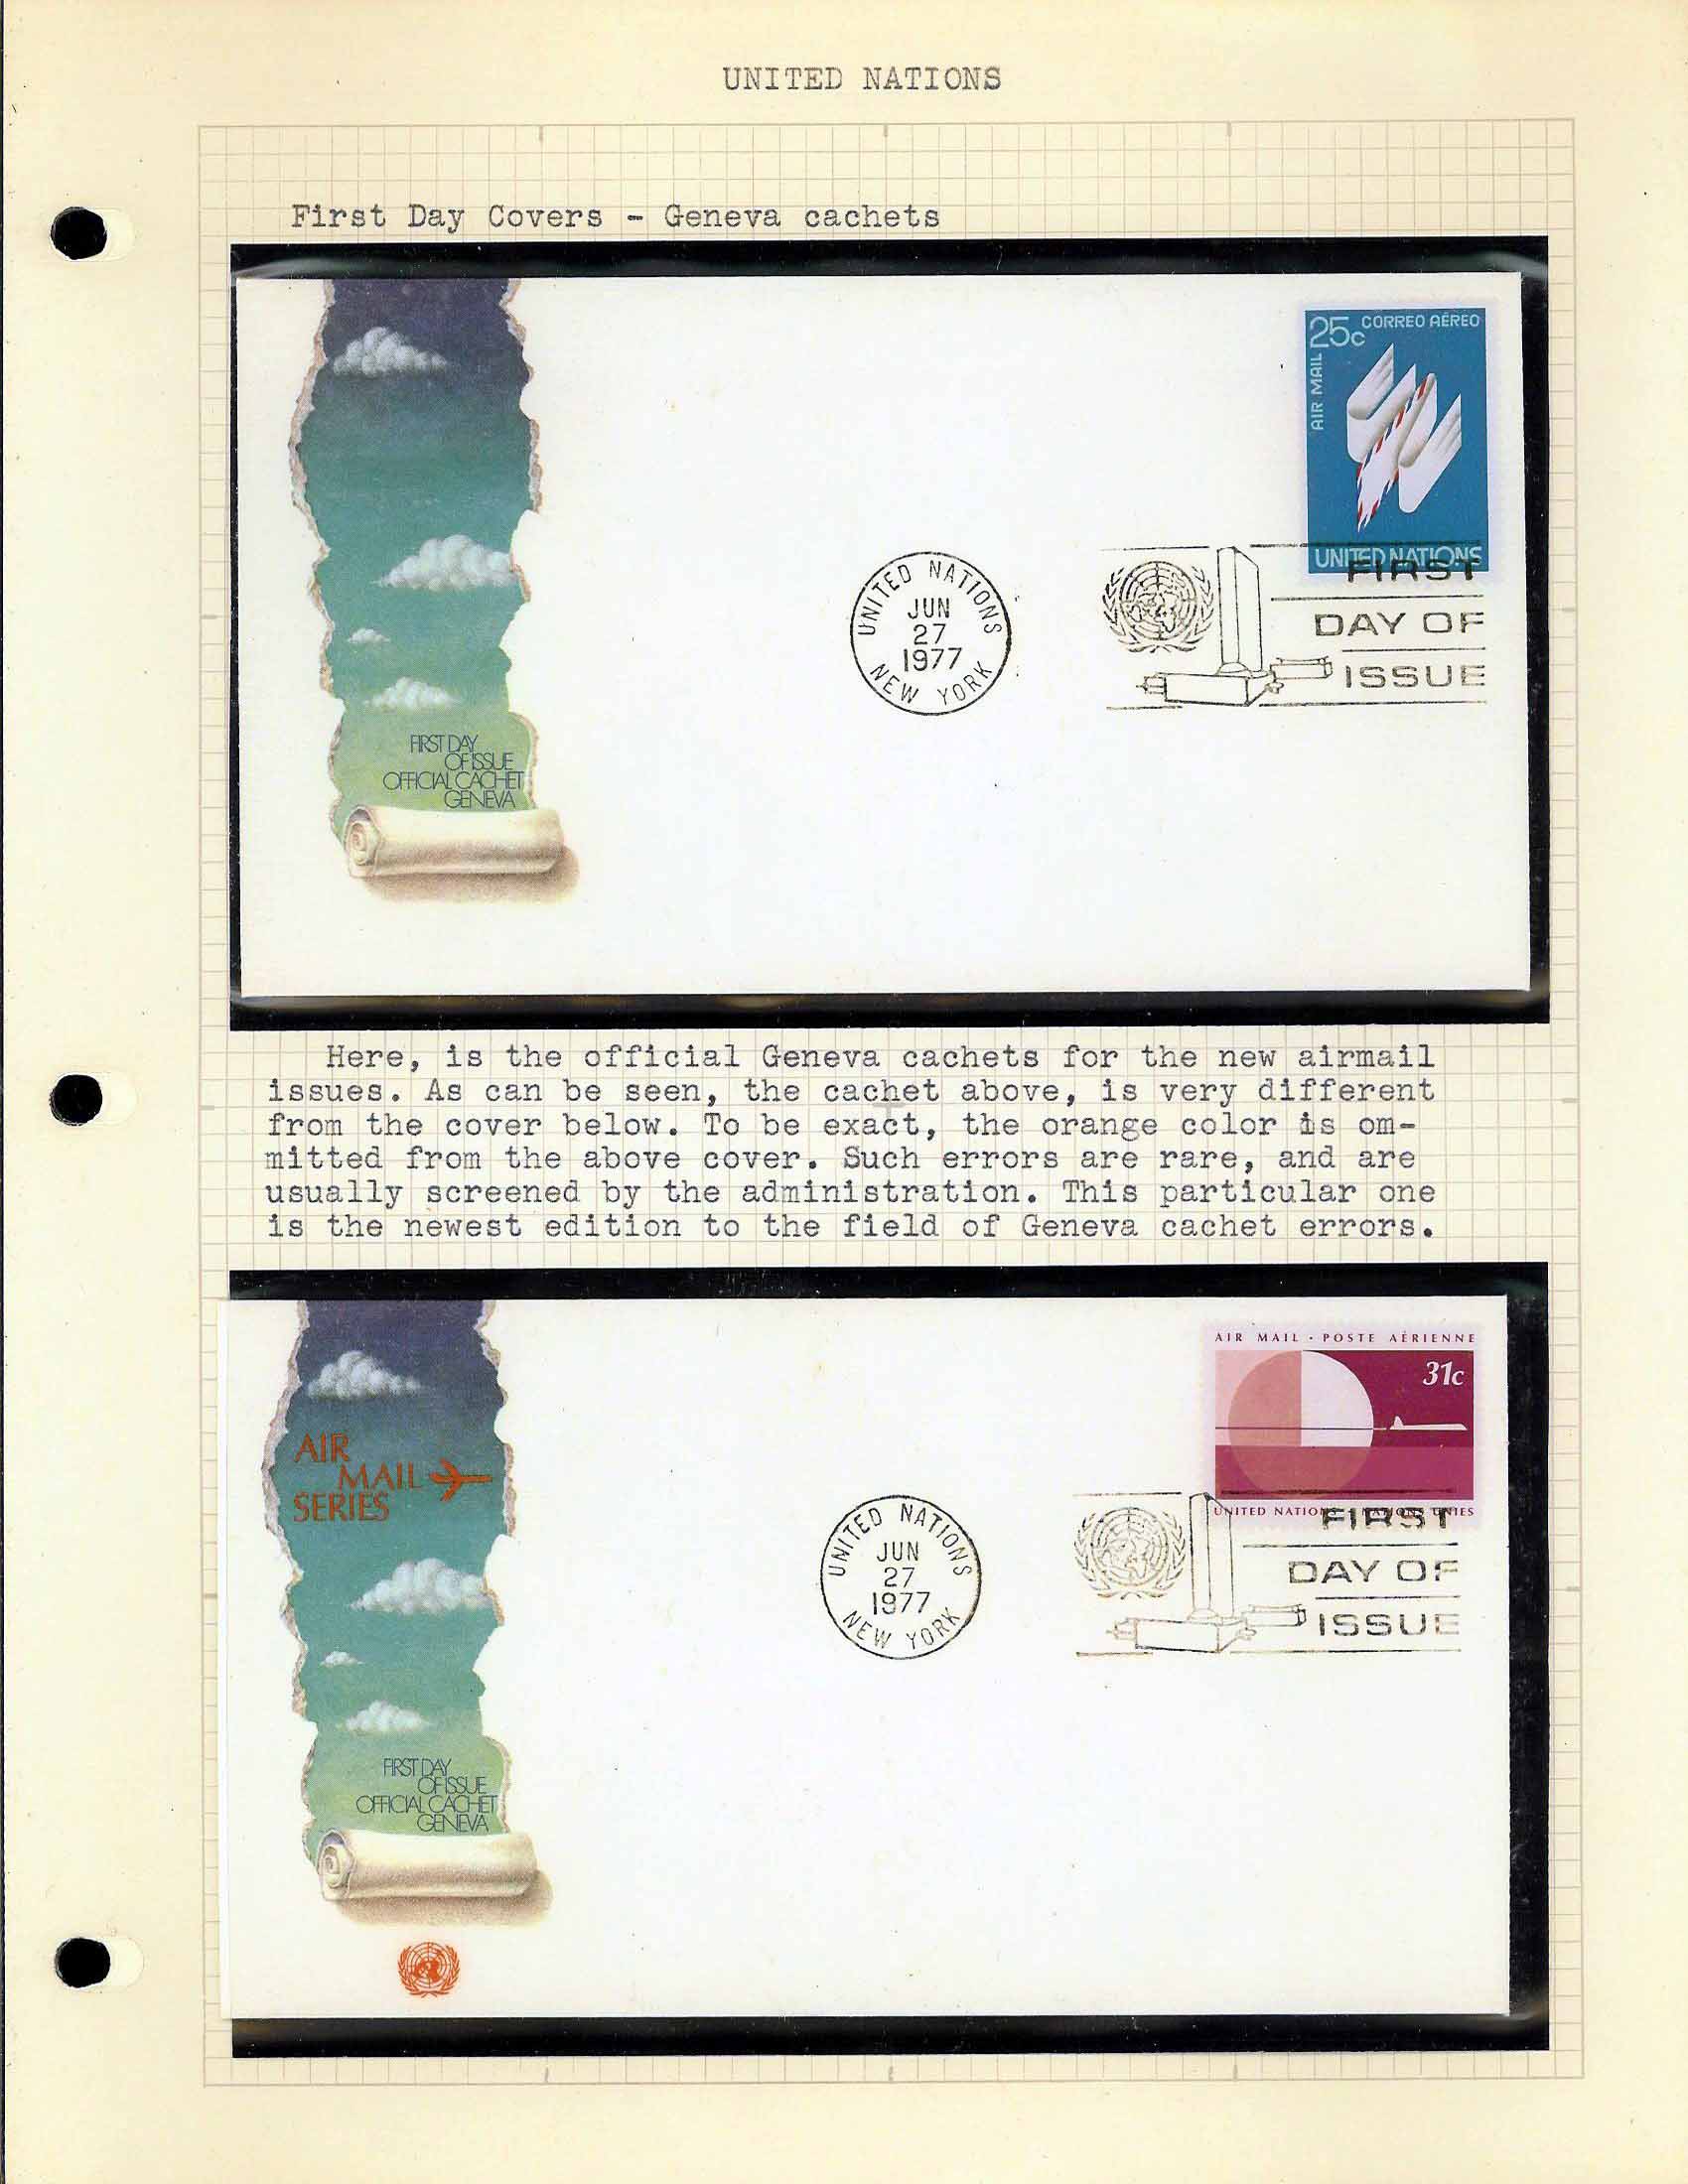 UNITED NATIONS
First Day Covers - Geneva cachets
25c CORREO AÉREO
AIR MAIL
UNITED NATIONS
UNITED NATIONS
JUN
27
1977
NEW YORK
FIRST
DAY OF
ISSUE
FIRST DAY
OF ISSUE
OFFICIAL CACHET
GENEVA
Here, is the official Geneva cachets for the new airmail
issues. As can be seen, the cachet above, is very different
from the cover below. To be exact, the orange color is om-
mitted from the above cover. Such errors are rare, and are
usually screened by the administration. This particular one
is the newest edition to the field of Geneva cachet errors.
AIR MAIL · POSTE AÉRIENNE
31c
UNITED NATIONS · NATIONS UNIES
AIR
MAIL
SERIES
UNITED NATIONS
JUN
27
1977
NEW YORK
FIRST
DAY OF
ISSUE
FIRST DAY
OF ISSUE
OFFICIAL CACHET
GENEVA